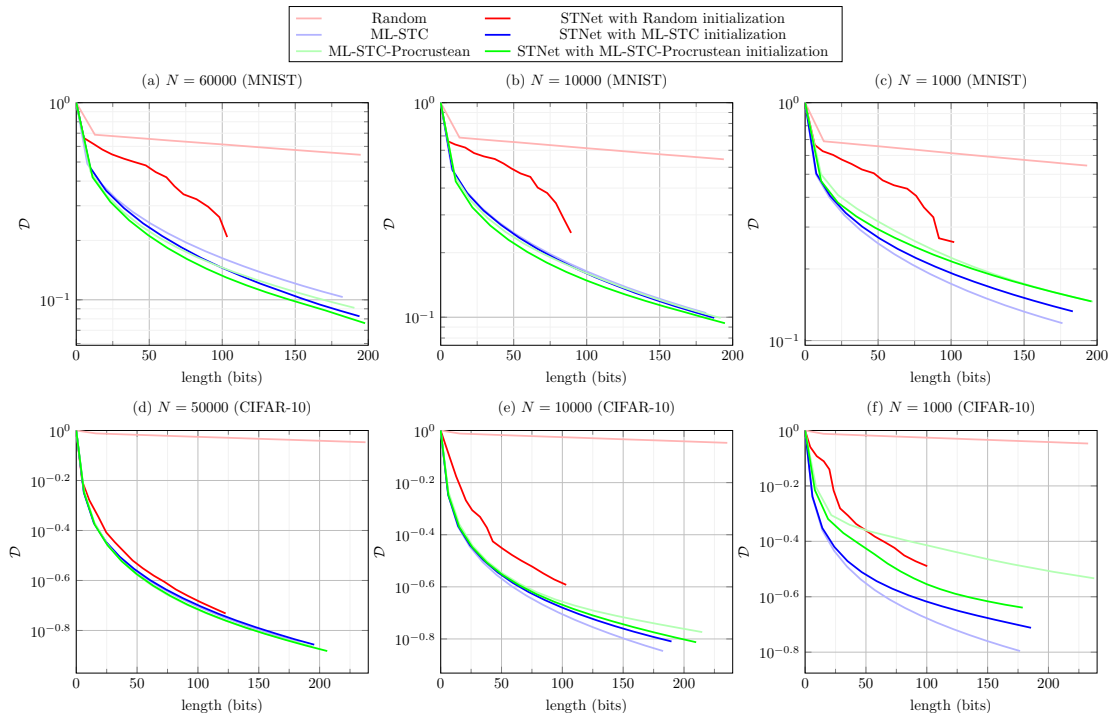 Random STNet with Random initialization
ML-STC STNet with ML-STC initialization
ML-STC-Procrustean STNet with ML-STC-Procrustean initialization
(a) N = 60000 (MNIST)
(b) N = 10000 (MNIST)
(c) N = 1000 (MNIST)
10^0
10^-1
D
0 50 100 150 200
length (bits)
10^0
10^-1
D
0 50 100 150 200
length (bits)
10^0
10^-1
D
0 50 100 150 200
length (bits)
(d) N = 50000 (CIFAR-10)
(e) N = 10000 (CIFAR-10)
(f) N = 1000 (CIFAR-10)
10^0
10^-0.2
10^-0.4
10^-0.6
10^-0.8
D
0 50 100 150 200
length (bits)
10^0
10^-0.2
10^-0.4
10^-0.6
10^-0.8
D
0 50 100 150 200
length (bits)
10^0
10^-0.2
10^-0.4
10^-0.6
10^-0.8
D
0 50 100 150 200
length (bits)